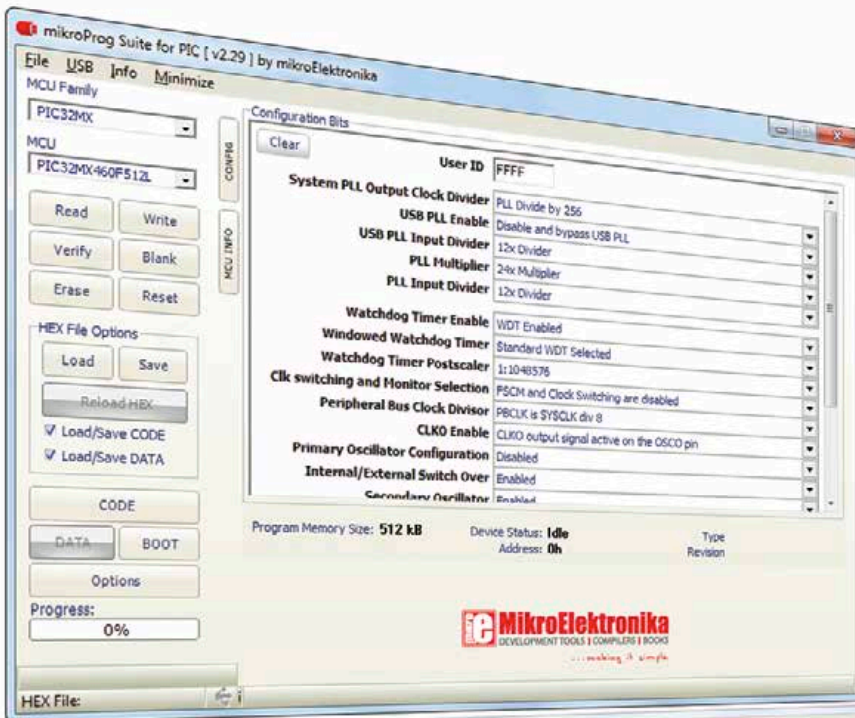 mikroProg Suite for PIC [ v2.29 ] by mikroElektronika
File USB Info Minimize
MCU Family
PIC32MX
MCU
PIC32MX460F512L
Read Write
Verify Blank
Erase Reset
HEX File Options
Load Save
Reload HEX
Load/Save CODE
Load/Save DATA
CODE
DATA BOOT
Options
Progress:
0%
HEX File:
CONFIG
MCU INFO
Configuration Bits
Clear
User ID FFFF
System PLL Output Clock Divider PLL Divide by 256
USB PLL Enable Disable and bypass USB PLL
USB PLL Input Divider 12x Divider
PLL Multiplier 24x Multiplier
PLL Input Divider 12x Divider
Watchdog Timer Enable WDT Enabled
Windowed Watchdog Timer Standard WDT Selected
Watchdog Timer Postscaler 1:1048576
Clk switching and Monitor Selection FSCM and Clock Switching are disabled
Peripheral Bus Clock Divisor PBCLK is SYSCLK div 8
CLKO Enable CLKO output signal active on the OSCO pin
Primary Oscillator Configuration Disabled
Internal/External Switch Over Enabled
Secondary Oscillator Enabled
Program Memory Size: 512 kB Device Status: Idle Type
Address: 0h Revision
MikroElektronika
DEVELOPMENT TOOLS | COMPILERS | BOOKS
...making it simple